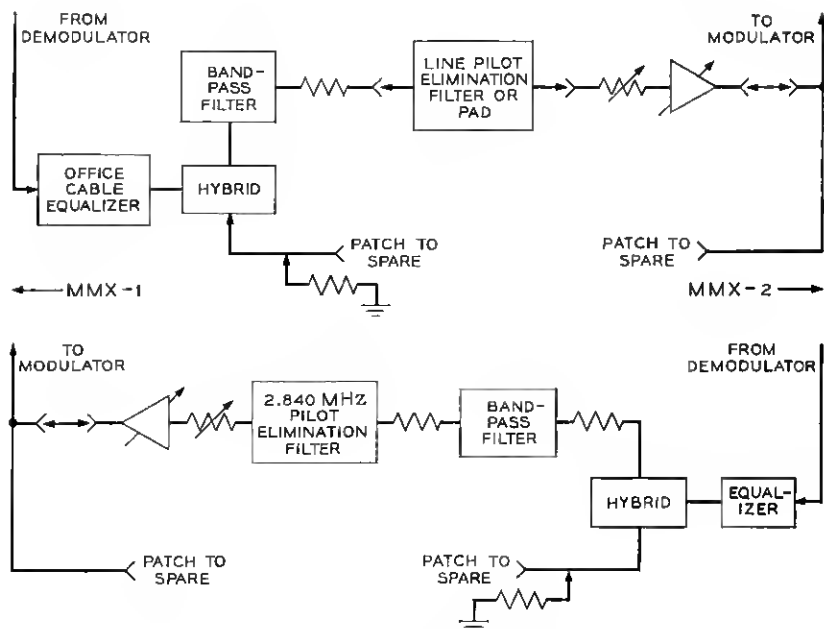 FROM
DEMODULATOR
TO
MODULATOR
BAND-
PASS
FILTER
LINE PILOT
ELIMINATION
FILTER OR
PAD
OFFICE
CABLE
EQUALIZER
HYBRID
PATCH TO
SPARE
PATCH TO
SPARE
MMX-1
MMX-2
TO
MODULATOR
FROM
DEMODULATOR
2.840 MHZ
PILOT
ELIMINATION
FILTER
BAND-
PASS
FILTER
HYBRID
EQUAL-
IZER
PATCH TO
SPARE
PATCH TO
SPARE